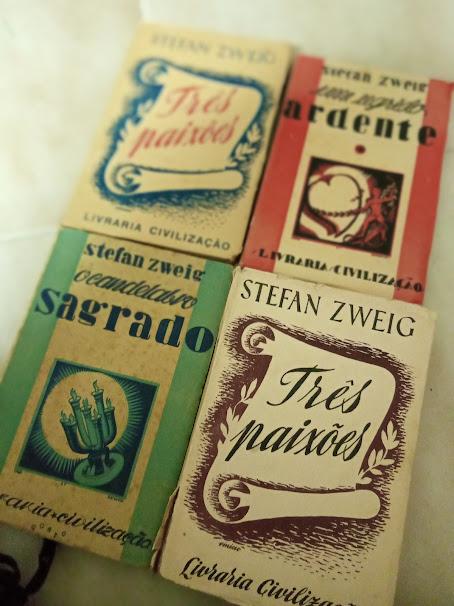 STEFAN ZWEIG
Três
paixões
LIVRARIA CIVILIZAÇÃO
stefan zweig
ardente
LIVRARIA CIVILIZAÇÃO
stefan zweig
o candelabro
sagrado
livraria civilização
PORTO
STEFAN ZWEIG
Três
paixões
Livraria Civilização